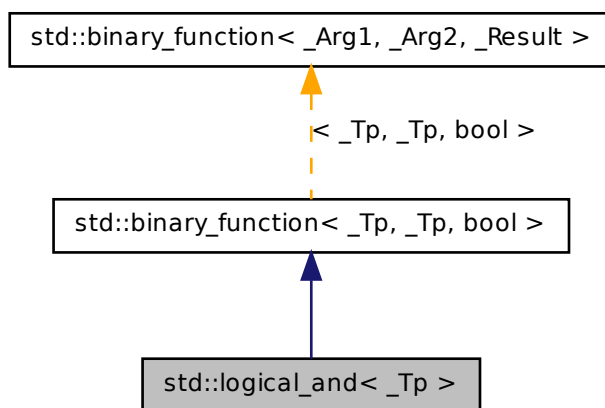 std::binary_function< _Arg1, _Arg2, _Result >
< _Tp, _Tp, bool >
std::binary_function< _Tp, _Tp, bool >
std::logical_and< _Tp >